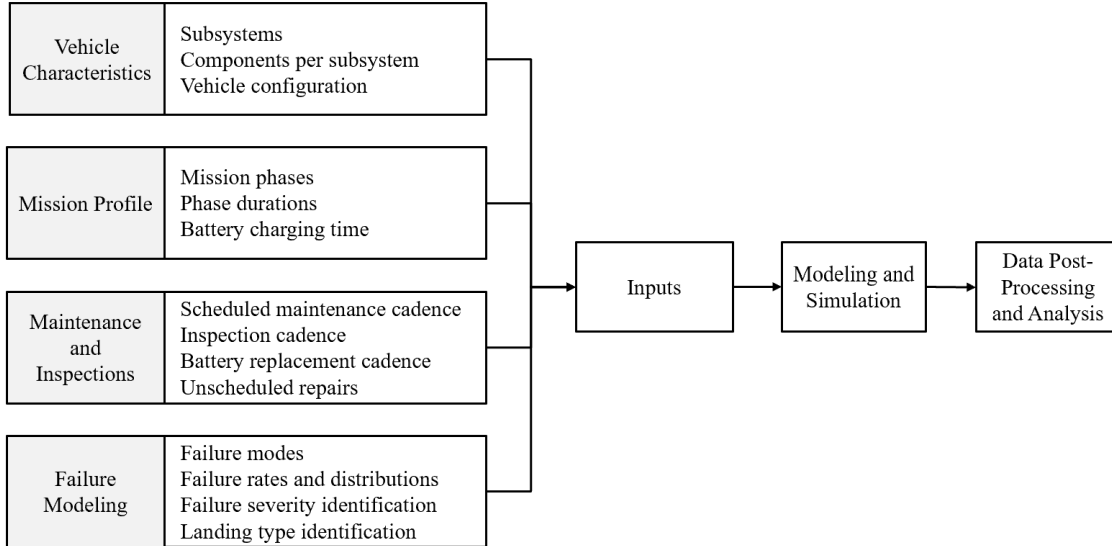 Vehicle
Characteristics
Subsystems
Components per subsystem
Vehicle configuration
Mission Profile
Mission phases
Phase durations
Battery charging time
Maintenance
and
Inspections
Scheduled maintenance cadence
Inspection cadence
Battery replacement cadence
Unscheduled repairs
Failure
Modeling
Failure modes
Failure rates and distributions
Failure severity identification
Landing type identification
Inputs
Modeling and
Simulation
Data Post-
Processing
and Analysis